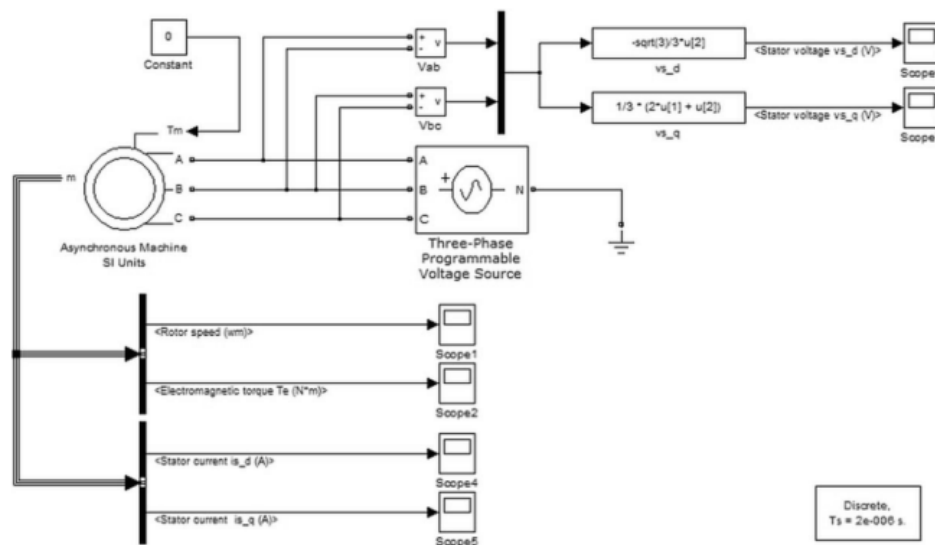 0
Constant
+
-
v
Vab
+
-
v
Vbc
-sqrt(3)/3*u[2]
vs_d
<Stator voltage vs_d (V)>
Scope
1/3 * (2*u[1] + u[2])
vs_q
<Stator voltage vs_q (V)>
Scope
Tm
m
A
B
C
Asynchronous Machine
SI Units
A
B
C
+
N
Three-Phase
Programmable
Voltage Source
<Rotor speed (wm)>
Scope1
<Electromagnetic torque Te (N*m)>
Scope2
<Stator current is_d (A)>
Scope4
<Stator current is_q (A)>
Scope5
Discrete,
Ts = 2e-006 s.